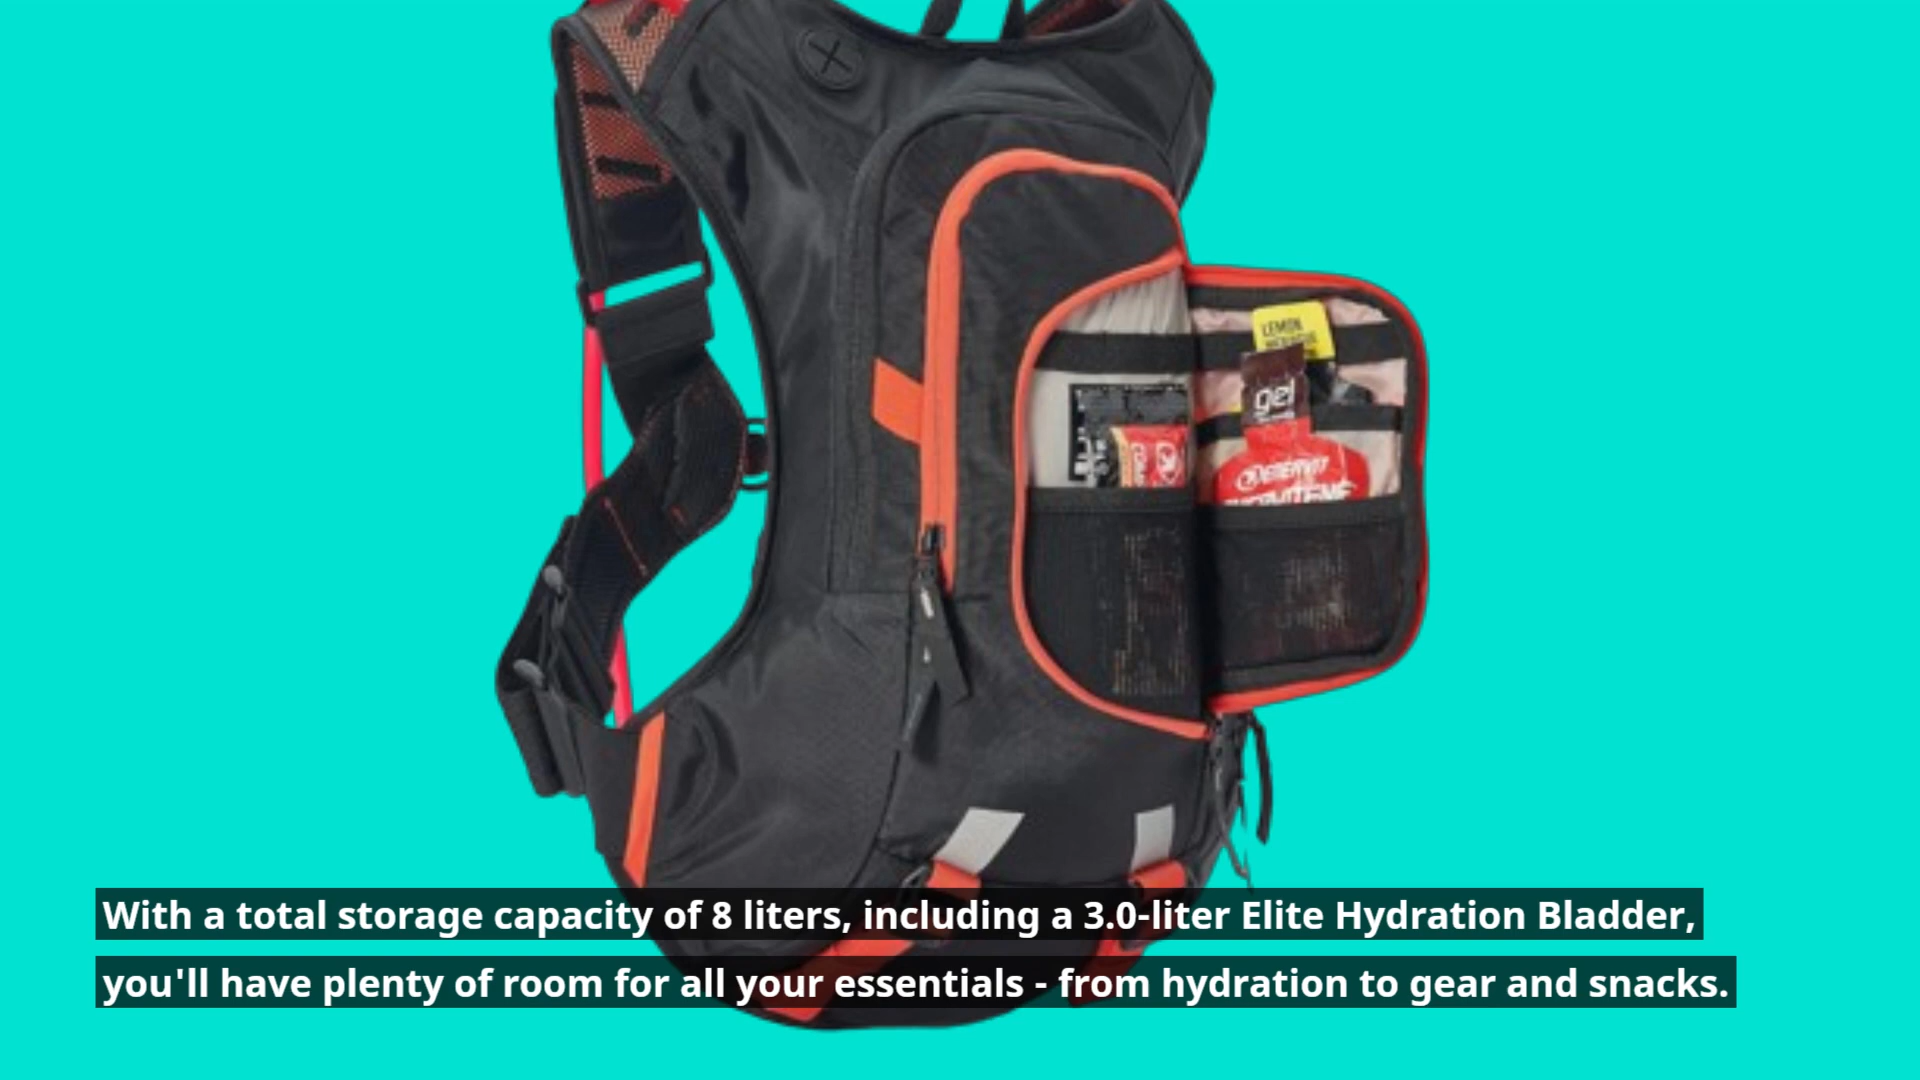 LEMON
gel
ENERVIT
With a total storage capacity of 8 liters, including a 3.0-liter Elite Hydration Bladder,
you'll have plenty of room for all your essentials - from hydration to gear and snacks.